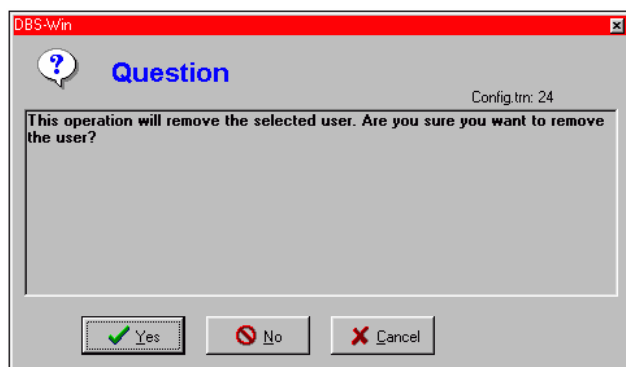 DBS-Win
?
Question
Config.trn: 24
This operation will remove the selected user. Are you sure you want to remove
the user?
Yes
No
Cancel